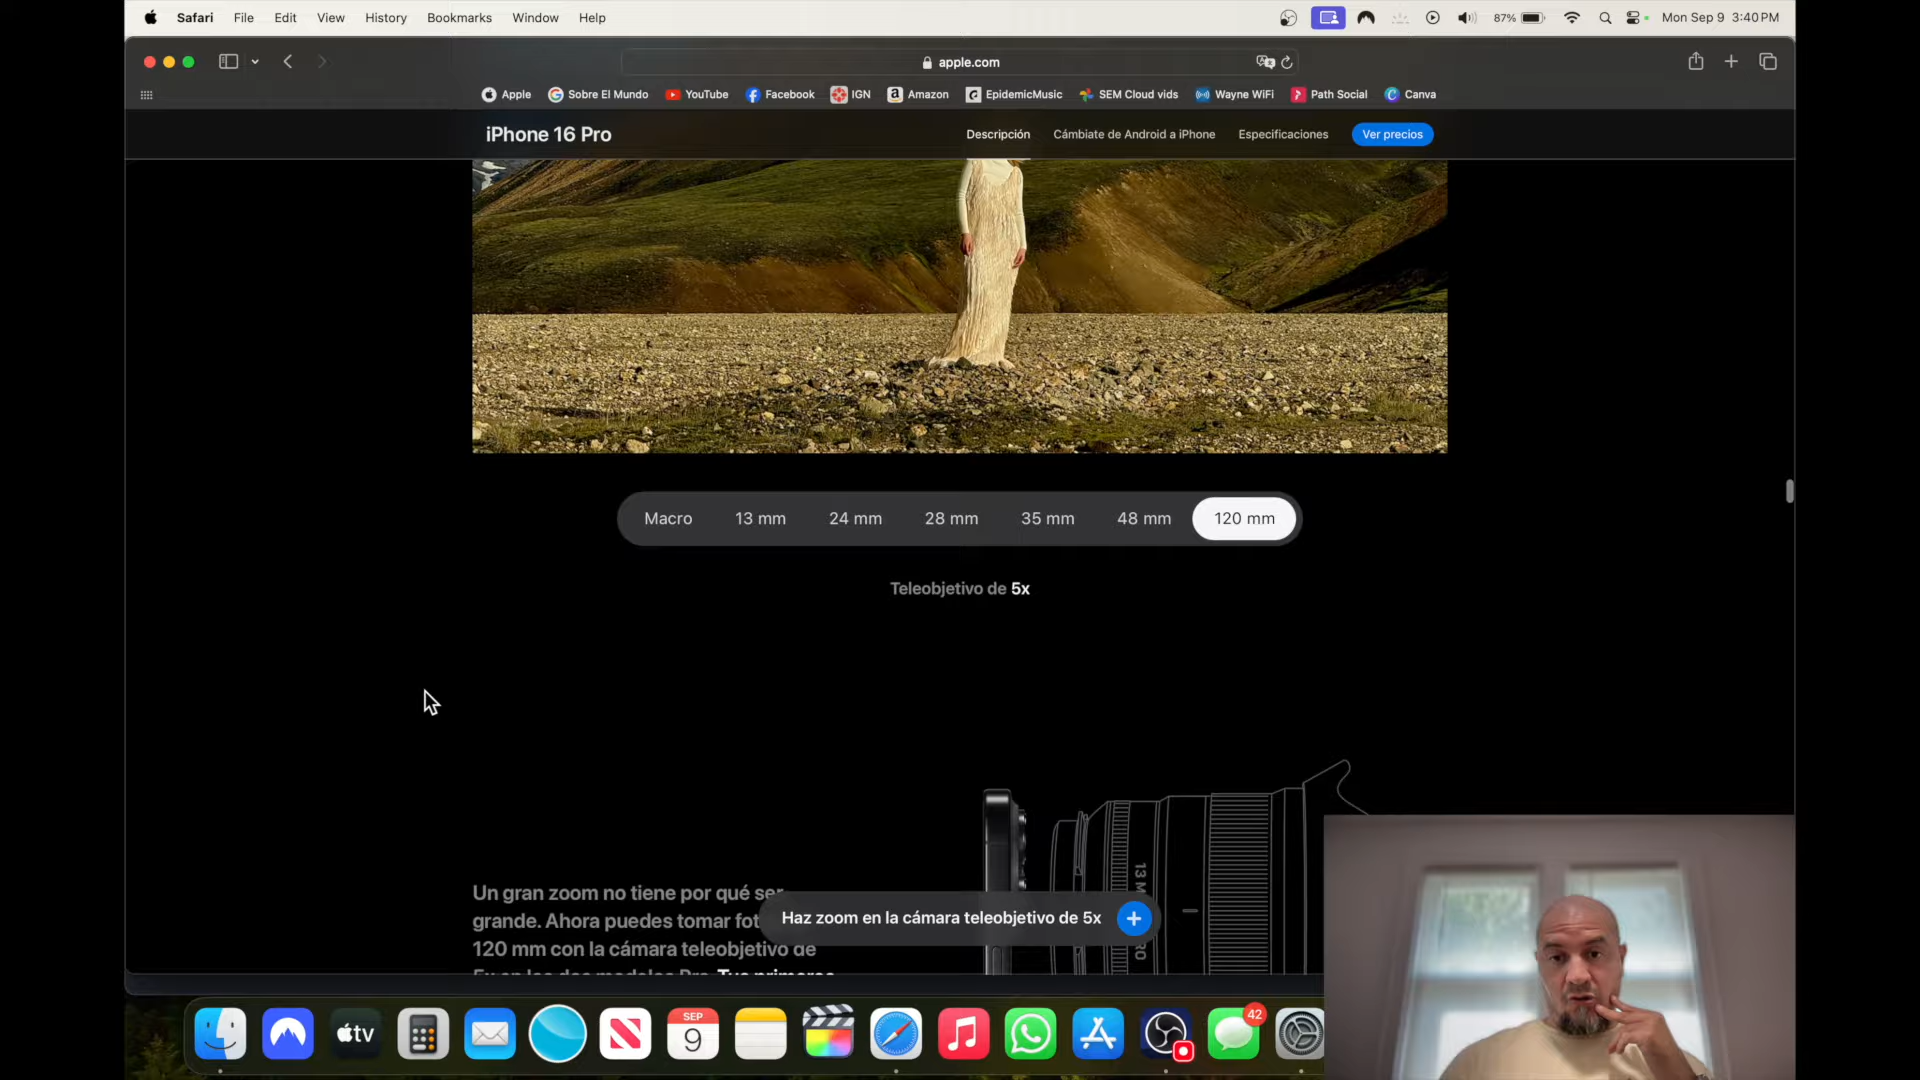 Safari File Edit View History Bookmarks Window Help 87% Mon Sep 9 3:40 PM
apple.com
Apple Sobre El Mundo YouTube Facebook IGN Amazon EpidemicMusic SEM Cloud vids Wayne WiFi Path Social Canva
iPhone 16 Pro Descripción Cámbiate de Android a iPhone Especificaciones Ver precios
Macro 13 mm 24 mm 28 mm 35 mm 48 mm 120 mm
Teleobjetivo de 5x
Un gran zoom no tiene por qué ser
grande. Ahora puedes tomar
120 mm con la cámara teleobjetivo de
Haz zoom en la cámara teleobjetivo de 5x
tv
SEP
9
42